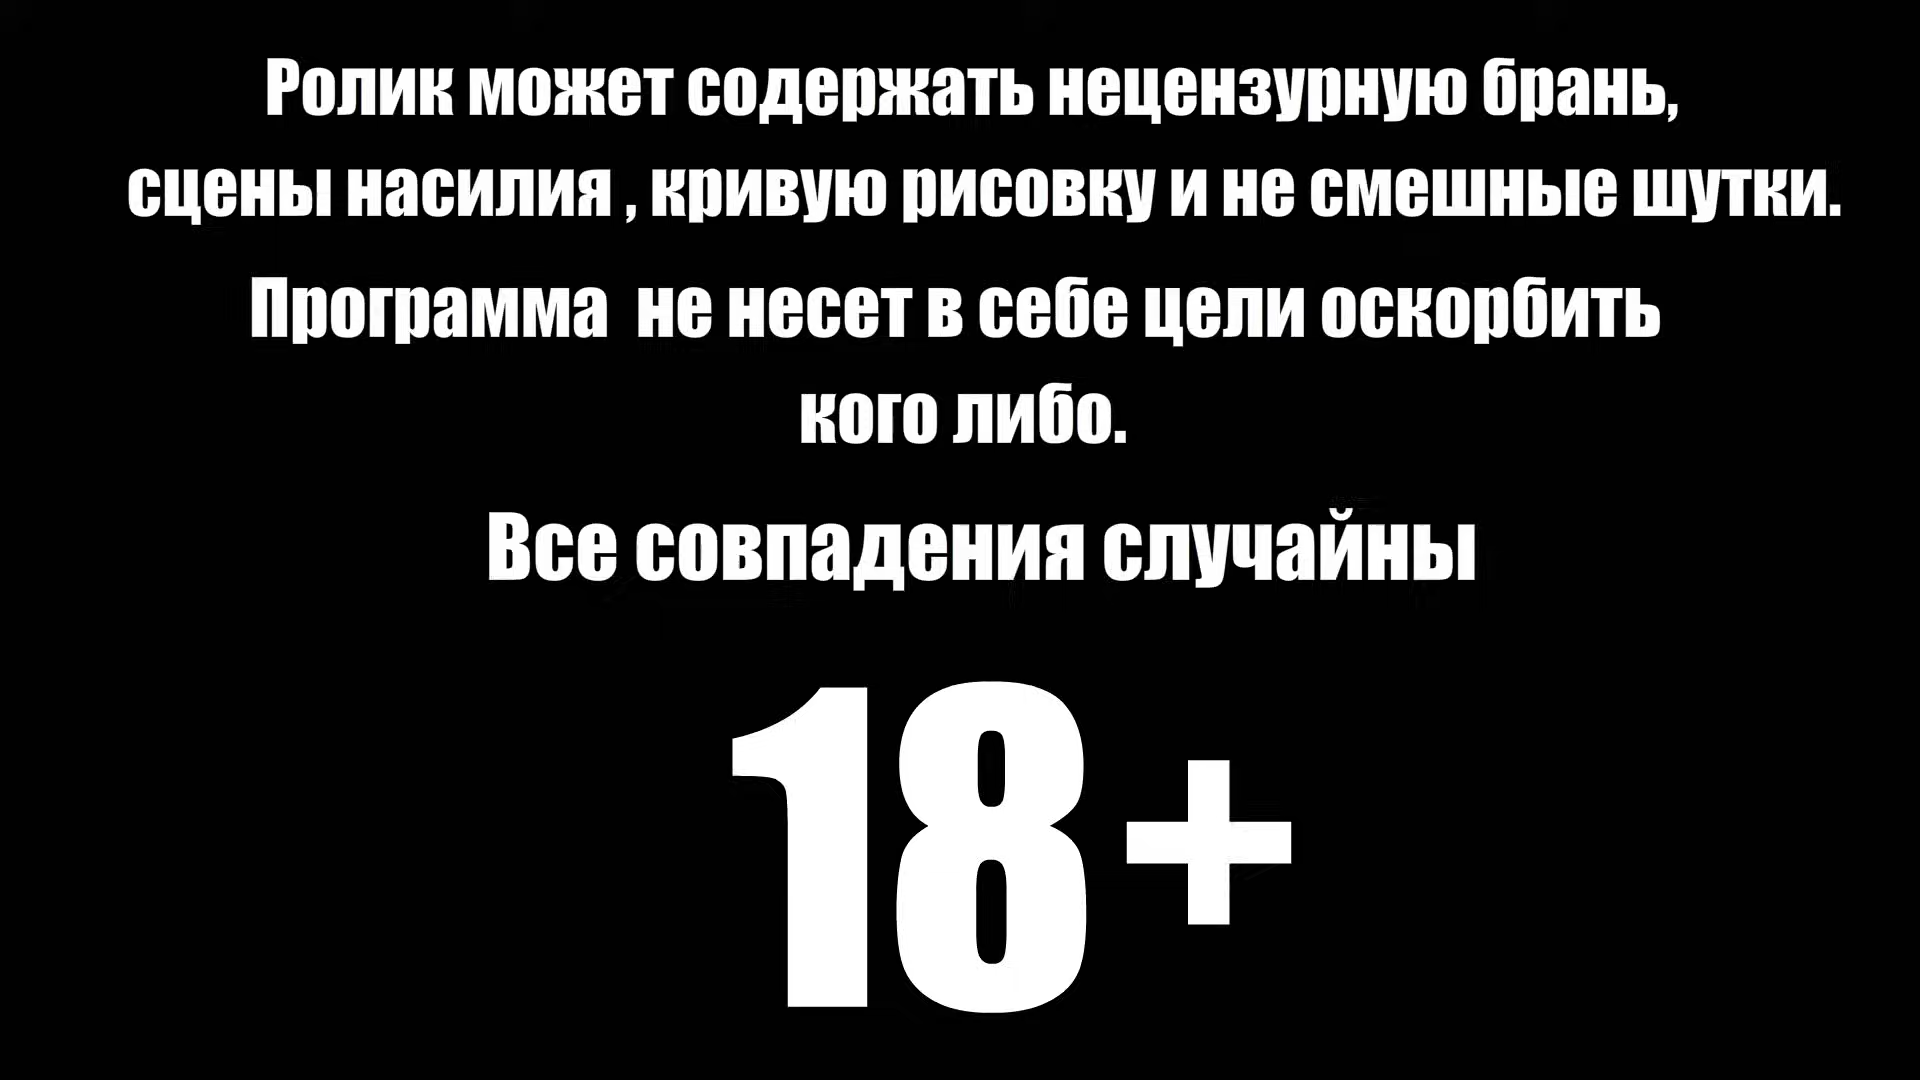 Ролик может содержать нецензурную брань,
сцены насилия , кривую рисовку и не смешные шутки.
Программа  не несет в себе цели оскорбить
кого либо.
Все совпадения случайны
18+